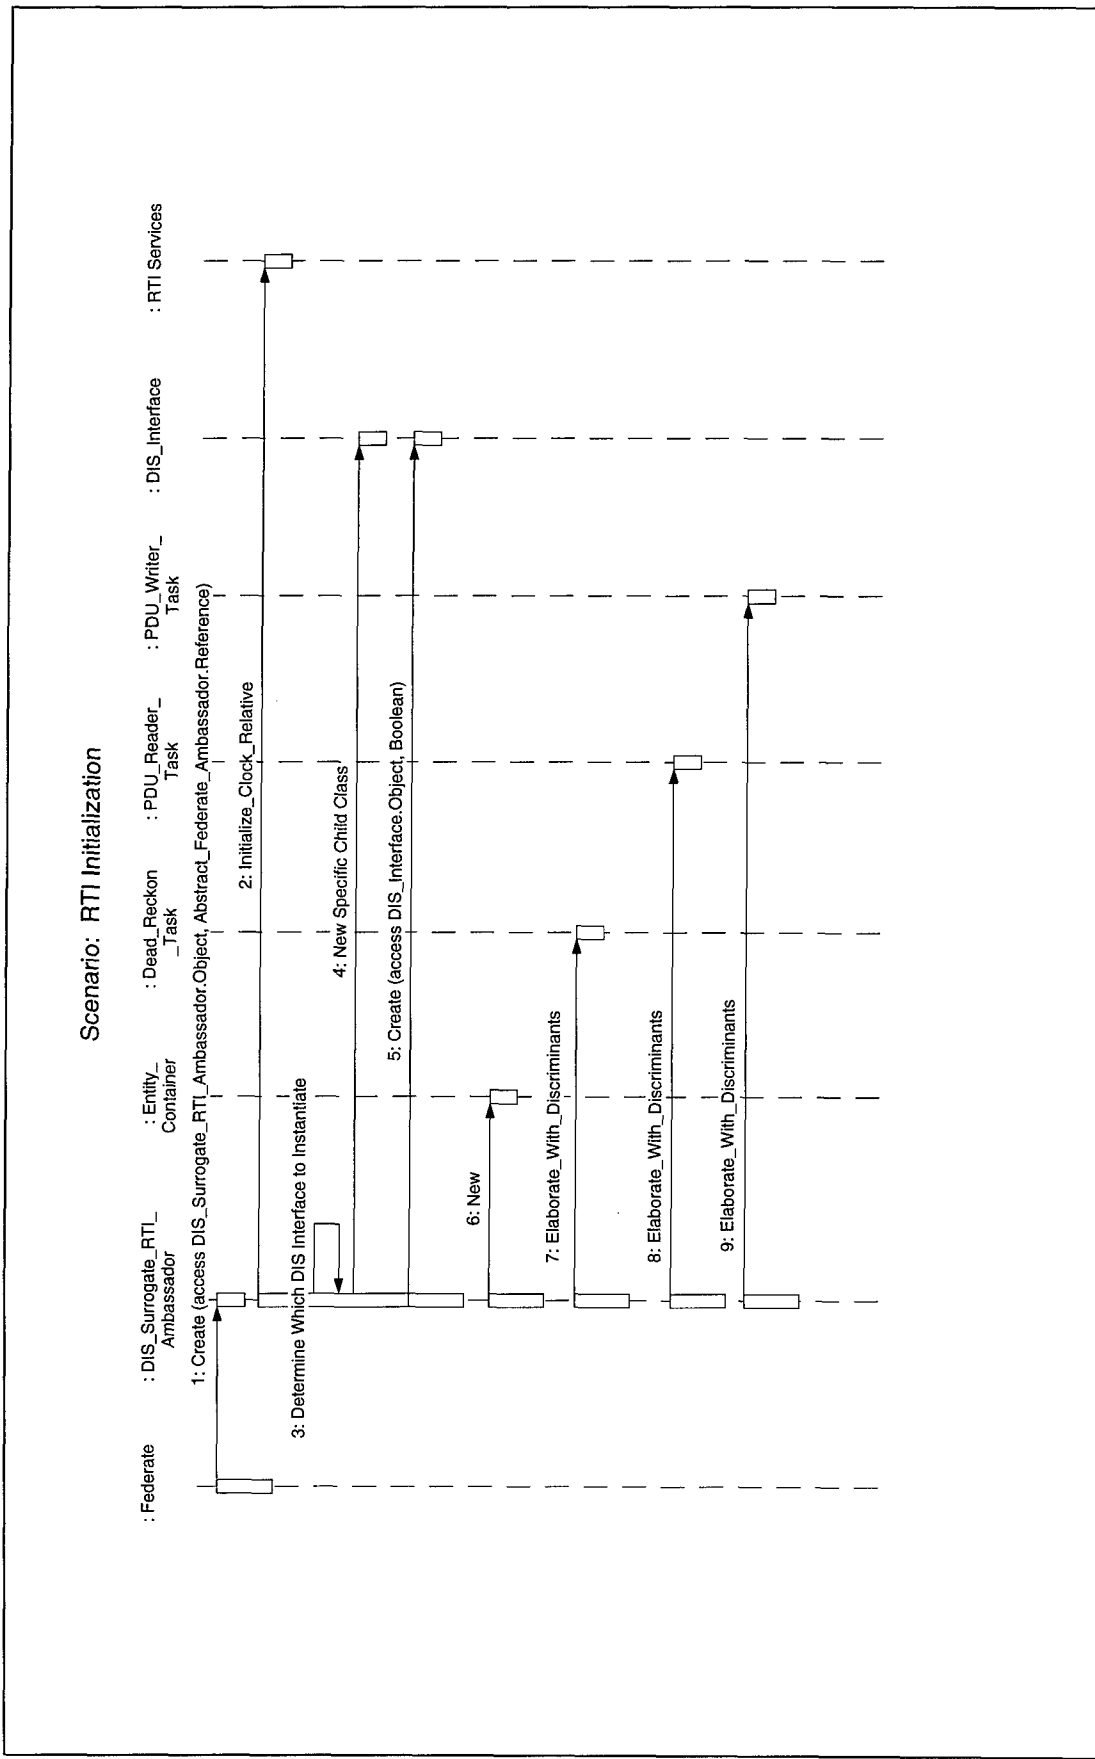 Scenario: RTI Initialization
: Federate
: DIS_Surrogate_RTI_
Ambassador
: Entity_
Container
: Dead_Reckon
_Task
: PDU_Reader_
Task
: PDU_Writer_
Task
: DIS_Interface
: RTI Services
1: Create (access DIS_Surrogate_RTI_Ambassador.Object, Abstract_Federate_Ambassador.Reference)
2: Initialize_Clock_Relative
3: Determine Which DIS Interface to Instantiate
4: New Specific Child Class
5: Create (access DIS_Interface.Object, Boolean)
6: New
7: Elaborate_With_Discriminants
8: Elaborate_With_Discriminants
9: Elaborate_With_Discriminants